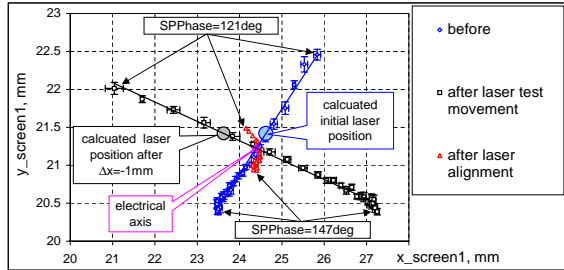 SPPhase=121deg
23
22.5
22
21.5
21
20.5
20
y_screen1, mm
calcuated laser
position after
Δx=-1mm
calcuated
initial laser
position
electrical
axis
SPPhase=147deg
20 21 22 23 24 25 26 27
x_screen1, mm
before
after laser test
movement
after laser
alignment